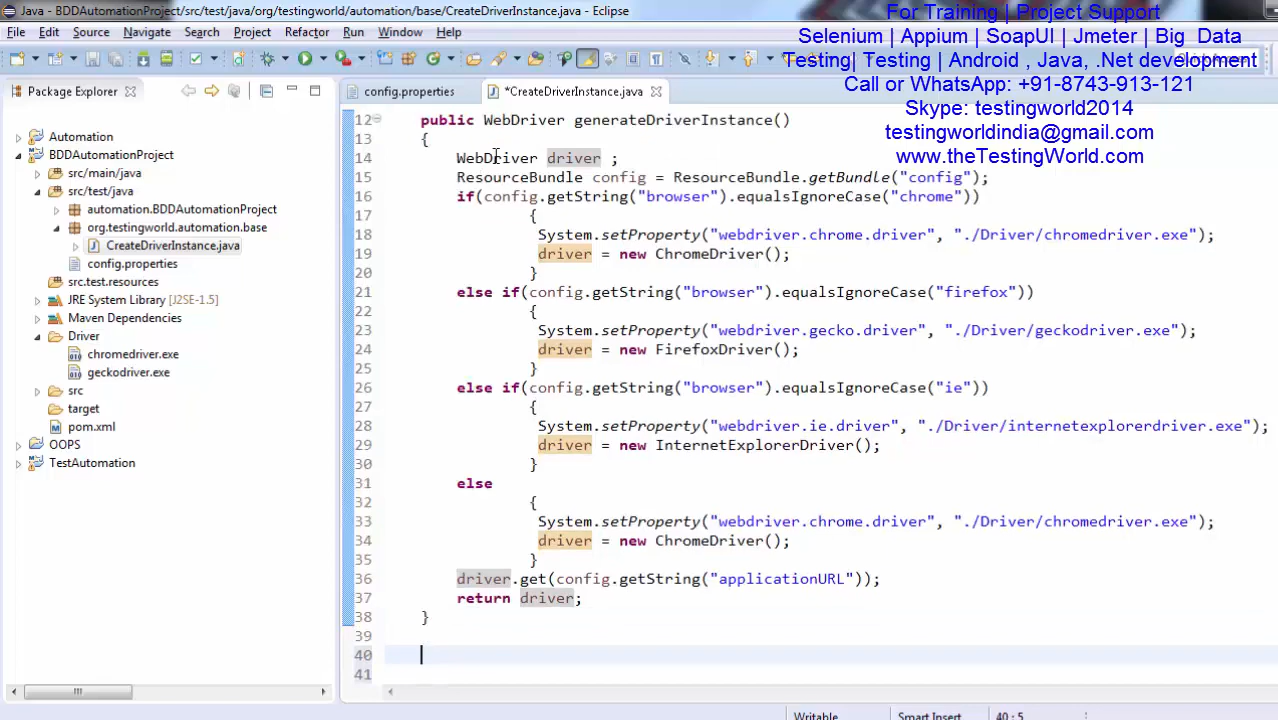 Java - BDDAutomationProject/src/test/java/org/testingworld/automation/base/CreateDriverInstance.java - Eclipse
For Training | Project Support
File Edit Source Navigate Search Project Refactor Run Window Help
Selenium | Appium | SoapUI | Jmeter | Big Data
Testing| Testing | Android , Java, .Net development
Call or WhatsApp: +91-8743-913-121
Skype: testingworld2014
testingworldindia@gmail.com
www.theTestingWorld.com
Package Explorer
Automation
BDDAutomationProject
src/main/java
src/test/java
automation.BDDAutomationProject
org.testingworld.automation.base
CreateDriverInstance.java
config.properties
src.test.resources
JRE System Library [J2SE-1.5]
Maven Dependencies
Driver
chromedriver.exe
geckodriver.exe
src
target
pom.xml
OOPS
TestAutomation
config.properties *CreateDriverInstance.java
12 public WebDriver generateDriverInstance()
13 {
14 WebDriver driver ;
15 ResourceBundle config = ResourceBundle.getBundle("config");
16 if(config.getString("browser").equalsIgnoreCase("chrome"))
17 {
18 System.setProperty("webdriver.chrome.driver", "./Driver/chromedriver.exe");
19 driver = new ChromeDriver();
20 }
21 else if(config.getString("browser").equalsIgnoreCase("firefox"))
22 {
23 System.setProperty("webdriver.gecko.driver", "./Driver/geckodriver.exe");
24 driver = new FirefoxDriver();
25 }
26 else if(config.getString("browser").equalsIgnoreCase("ie"))
27 {
28 System.setProperty("webdriver.ie.driver", "./Driver/internetexplorerdriver.exe");
29 driver = new InternetExplorerDriver();
30 }
31 else
32 {
33 System.setProperty("webdriver.chrome.driver", "./Driver/chromedriver.exe");
34 driver = new ChromeDriver();
35 }
36 driver.get(config.getString("applicationURL"));
37 return driver;
38 }
39
40
41
Writable Smart Insert 40 : 5